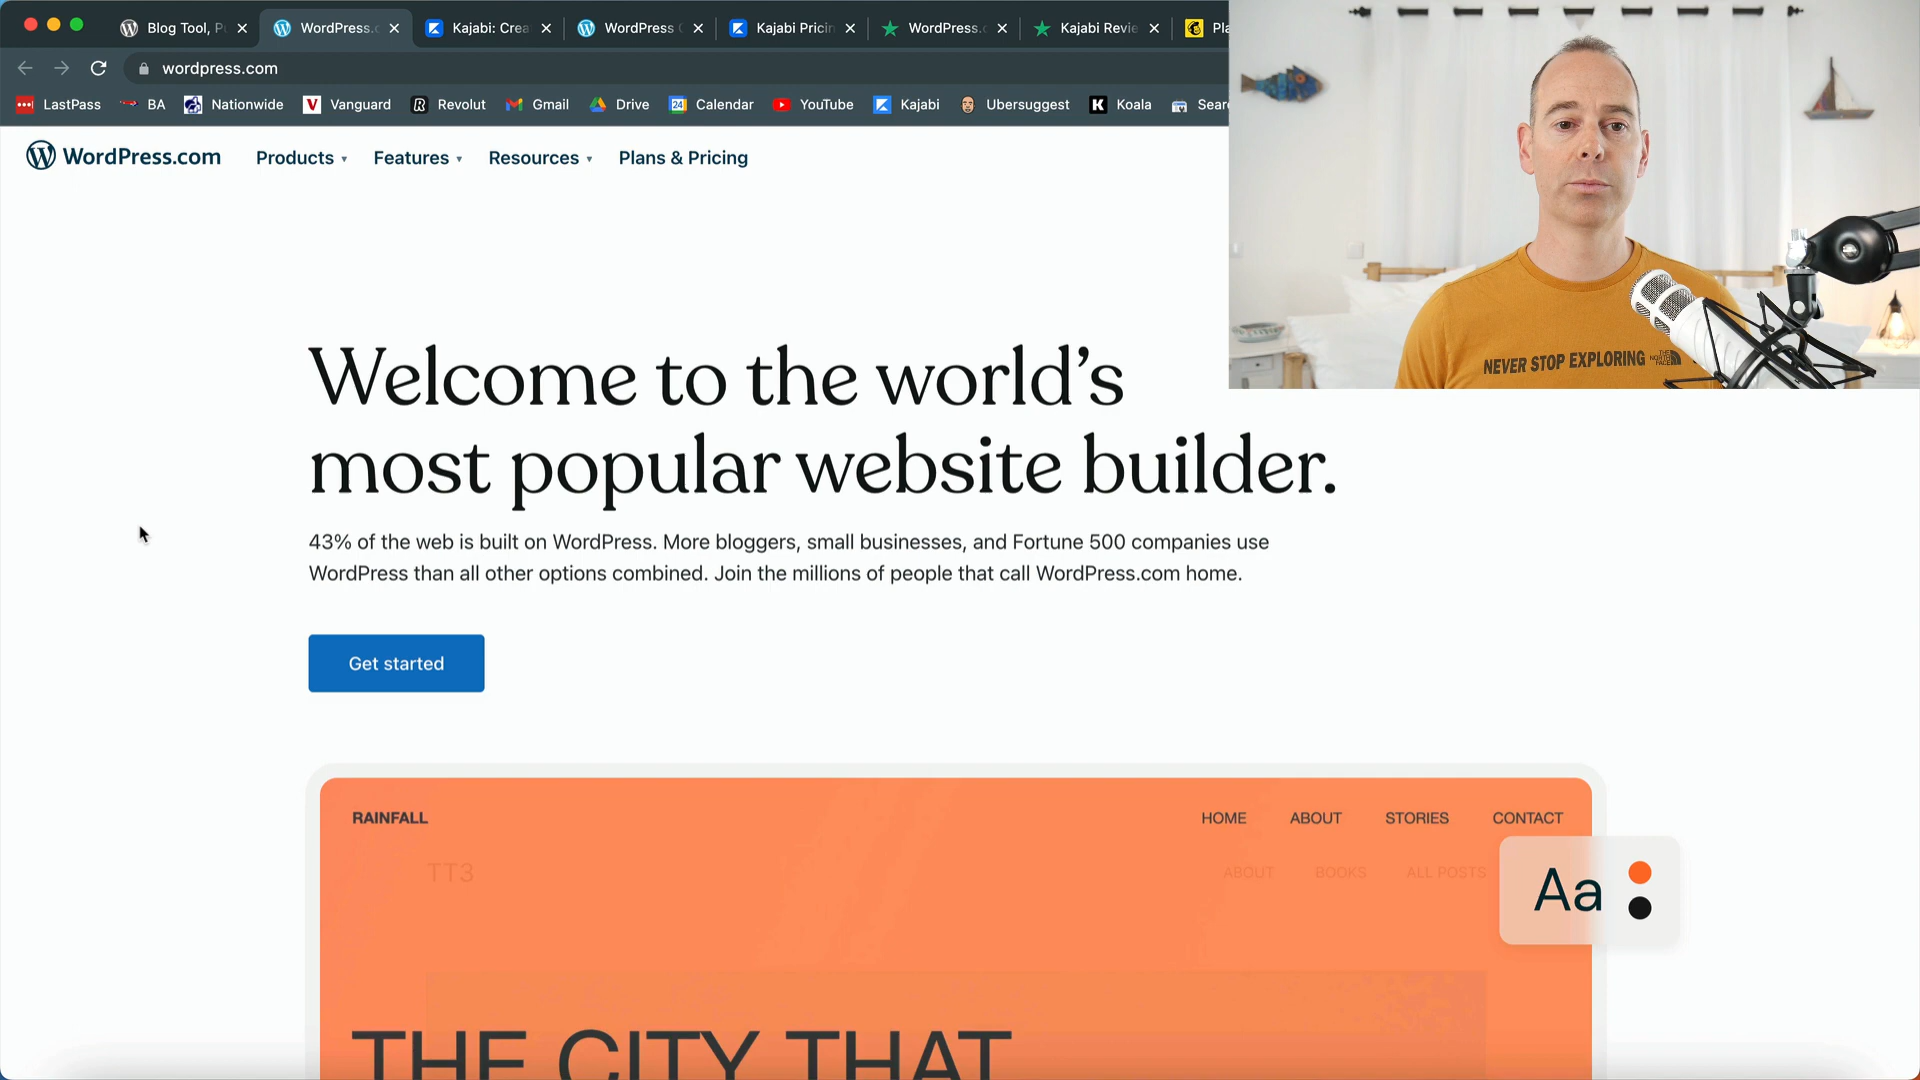 Blog Tool, P
WordPress.c
Kajabi: Crea
WordPress
Kajabi Pricin
WordPress.c
Kajabi Revie
Pla
wordpress.com
LastPass
BA
Nationwide
Vanguard
Revolut
Gmail
Drive
24
Calendar
YouTube
Kajabi
Ubersuggest
Koala
Sear
WordPress.com
Products
Features
Resources
Plans & Pricing
NEVER STOP EXPLORING
THE
NORTH
FACE
Welcome to the world’s
most popular website builder.
43% of the web is built on WordPress. More bloggers, small businesses, and Fortune 500 companies use
WordPress than all other options combined. Join the millions of people that call WordPress.com home.
Get started
RAINFALL
HOME
ABOUT
STORIES
CONTACT
TT3
ABOUT
BOOKS
ALL POSTS
Aa
THE CITY THAT